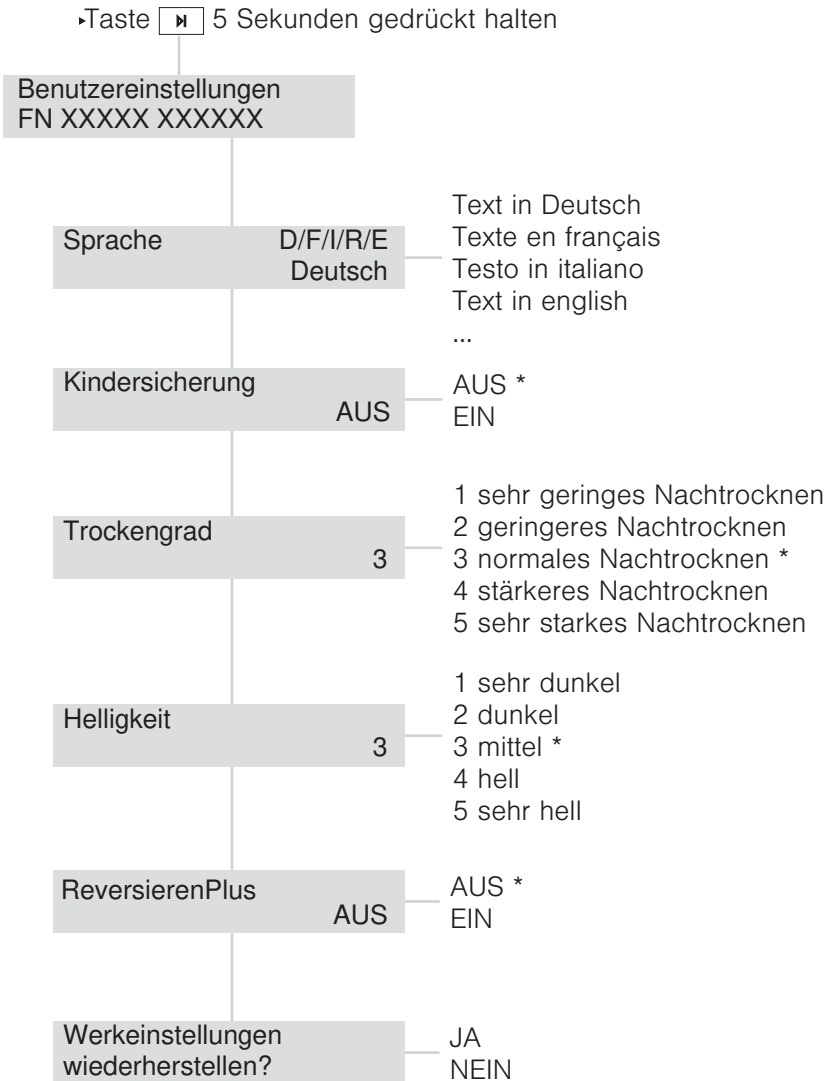 Taste 5 Sekunden gedrückt halten
Benutzereinstellungen
FN XXXXX XXXXXX
Sprache D/F/I/R/E
Deutsch
Text in Deutsch
Texte en français
Testo in italiano
Text in english
...
Kindersicherung
AUS
AUS *
EIN
Trockengrad
3
1 sehr geringes Nachtrocknen
2 geringeres Nachtrocknen
3 normales Nachtrocknen *
4 stärkeres Nachtrocknen
5 sehr starkes Nachtrocknen
Helligkeit
3
1 sehr dunkel
2 dunkel
3 mittel *
4 hell
5 sehr hell
ReversierenPlus
AUS
AUS *
EIN
Werkeinstellungen
wiederherstellen?
JA
NEIN